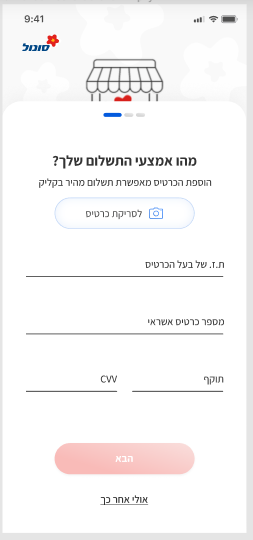 9:41
סונול
מהו אמצעי התשלום שלך?
הוספת הכרטיס מאפשרת תשלום מהיר בקליק
לסריקת כרטיס
ת.ז. של בעל הכרטיס
מספר כרטיס אשראי
תוקף
CVV
הבא
אולי אחר כך